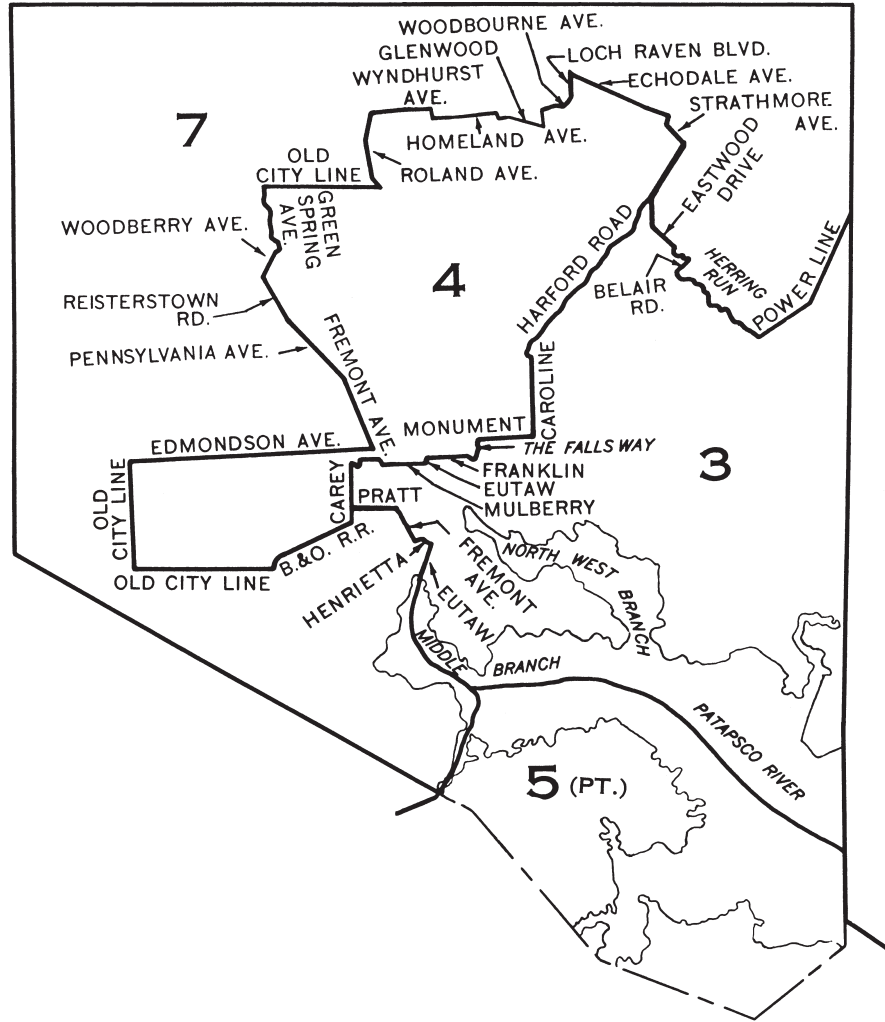 WOODBOURNE AVE.
GLENWOOD
LOCH RAVEN BLVD.
WYNDHURST
AVE.
ECHODALE AVE.
STRATHMORE
AVE.
7
HOMELAND AVE.
OLD
CITY LINE
ROLAND AVE.
EASTWOOD
DRIVE
GREEN
SPRING
AVE.
WOODBERRY AVE.
HARFORD ROAD
HERRING
RUN
POWER LINE
4
BELAIR
RD.
REISTERSTOWN
RD.
PENNSYLVANIA AVE.
FREMONT AVE.
CAROLINE
MONUMENT
EDMONDSON AVE.
THE FALLS WAY
3
FRANKLIN
EUTAW
MULBERRY
OLD
CITY LINE
CAREY
PRATT
B.&O. R.R.
OLD CITY LINE
HENRIETTA
FREMONT
AVE.
EUTAW
NORTH WEST
BRANCH
MIDDLE
BRANCH
PATAPSCO RIVER
5 (PT.)